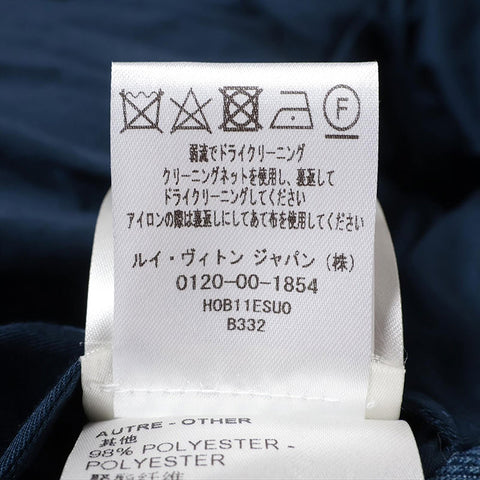 F
弱流でドライクリーニング
クリーニングネットを使用し、裏返して
ドライクリーニングしてください
アイロンの際は裏返しにしてあて布を使用してください
ルイ・ヴィトン ジャパン (株)
0120-00-1854
HOB11ESUO
B332
AUTRE - OTHER
其他
98% POLYESTER -
POLYESTER